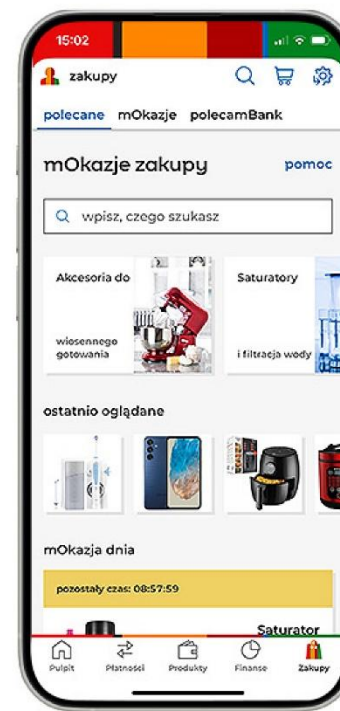 15:02
zakupy
polecane mOkazje polecamBank
mOkazje zakupy pomoc
wpisz, czego szukasz
Akcesoria do
wiosennego
gotowania
Saturatory
i filtracja wody
ostatnio oglądane
mOkazja dnia
pozostały czas: 08:57:59
Saturator
Pulpit Płatności Produkty Finanse Zakupy